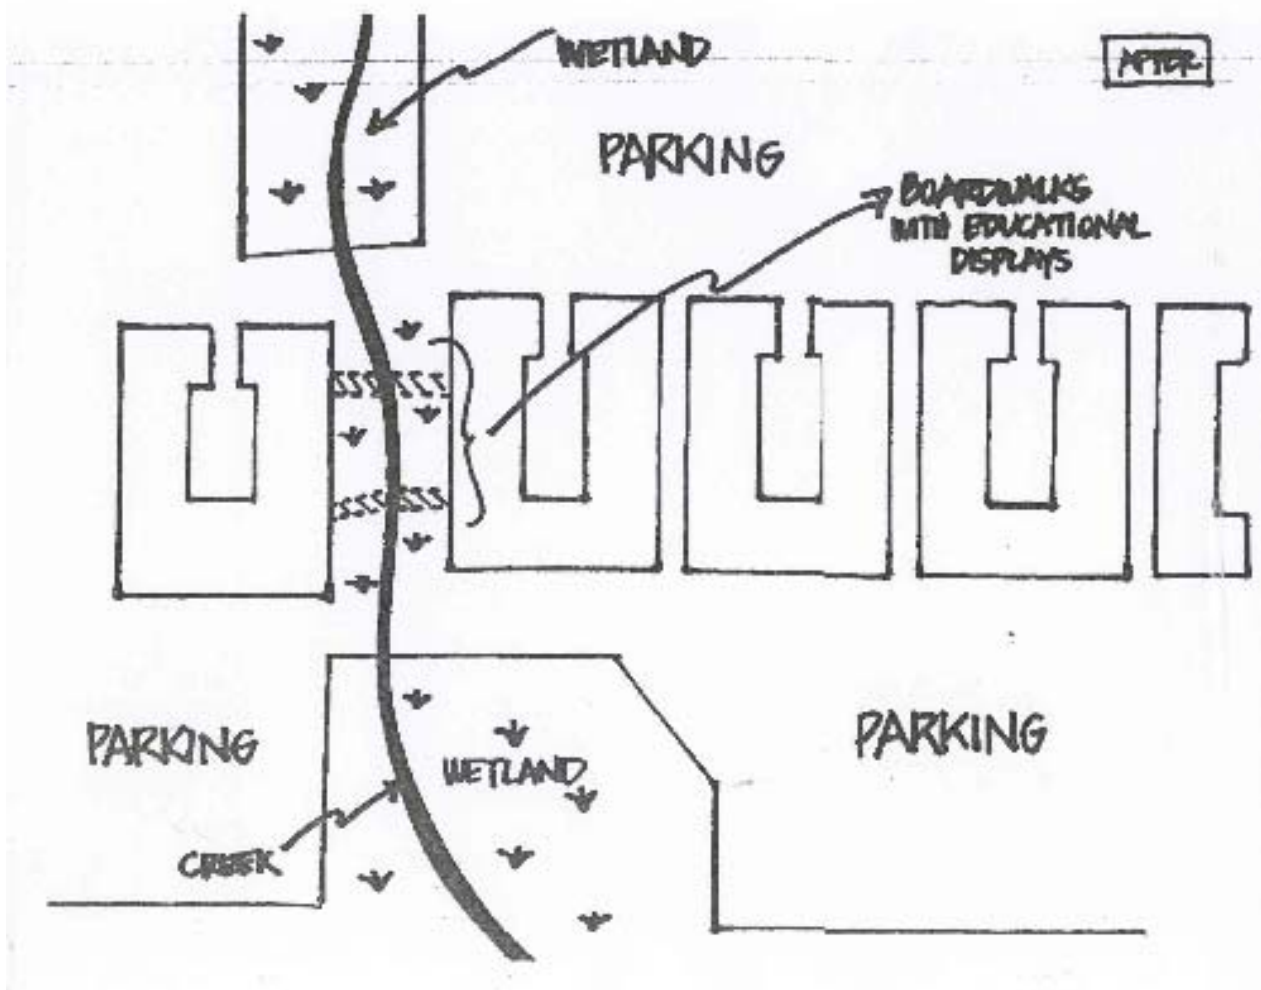 WETLAND
AFTER
PARKING
BOARDWALKS
WITH EDUCATIONAL
DISPLAYS
PARKING
WETLAND
PARKING
CREEK